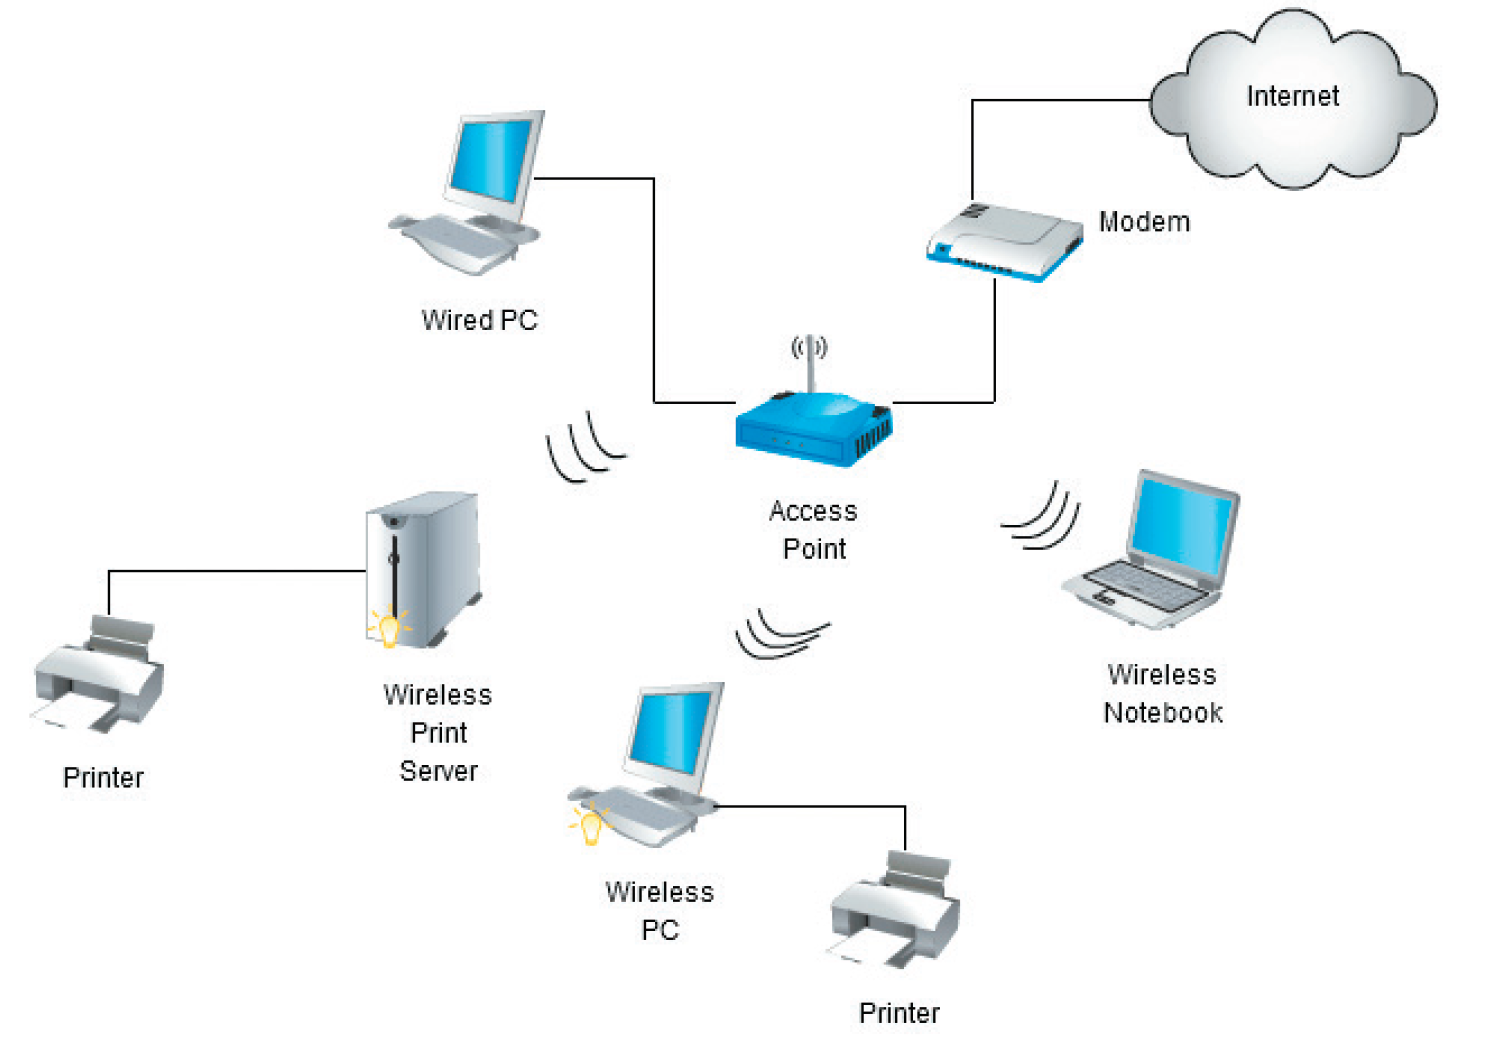 Internet
Modem
Wired PC
Access
Point
Wireless
Notebook
Wireless
Print
Server
Printer
Wireless
PC
Printer